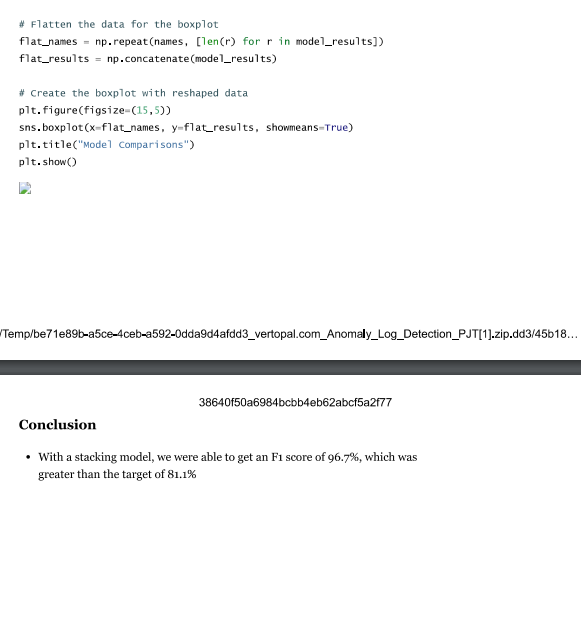 # Flatten the data for the boxplot
flat_names = np.repeat(names, [len(r) for r in model_results])
flat_results = np.concatenate(model_results)
# Create the boxplot with reshaped data
plt.figure(figsize=(15,5))
sns.boxplot(x=flat_names, y=flat_results, showmeans=True)
plt.title("Model Comparisons")
plt.show()
/Temp/be71e89b-a5ce-4ceb-a592-0dda9d4afdd3_vertopal.com_Anomaly_Log_Detection_PJT[1].zip.dd3/45b18...
38640f50a6984bcbb4eb62abcf5a2f77
Conclusion
• With a stacking model, we were able to get an F1 score of 96.7%, which was
greater than the target of 81.1%